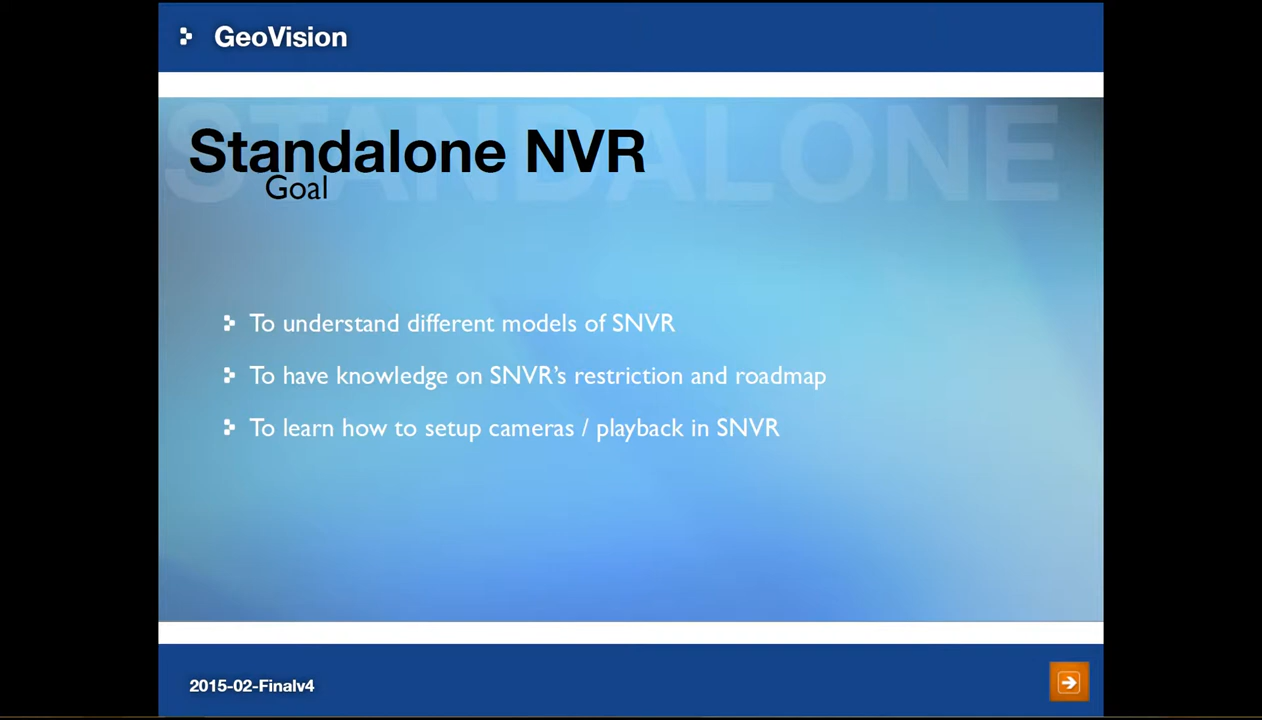 GeoVision
STANDALONE
Standalone NVR
Goal
To understand different models of SNVR
To have knowledge on SNVR’s restriction and roadmap
To learn how to setup cameras / playback in SNVR
2015-02-Finalv4